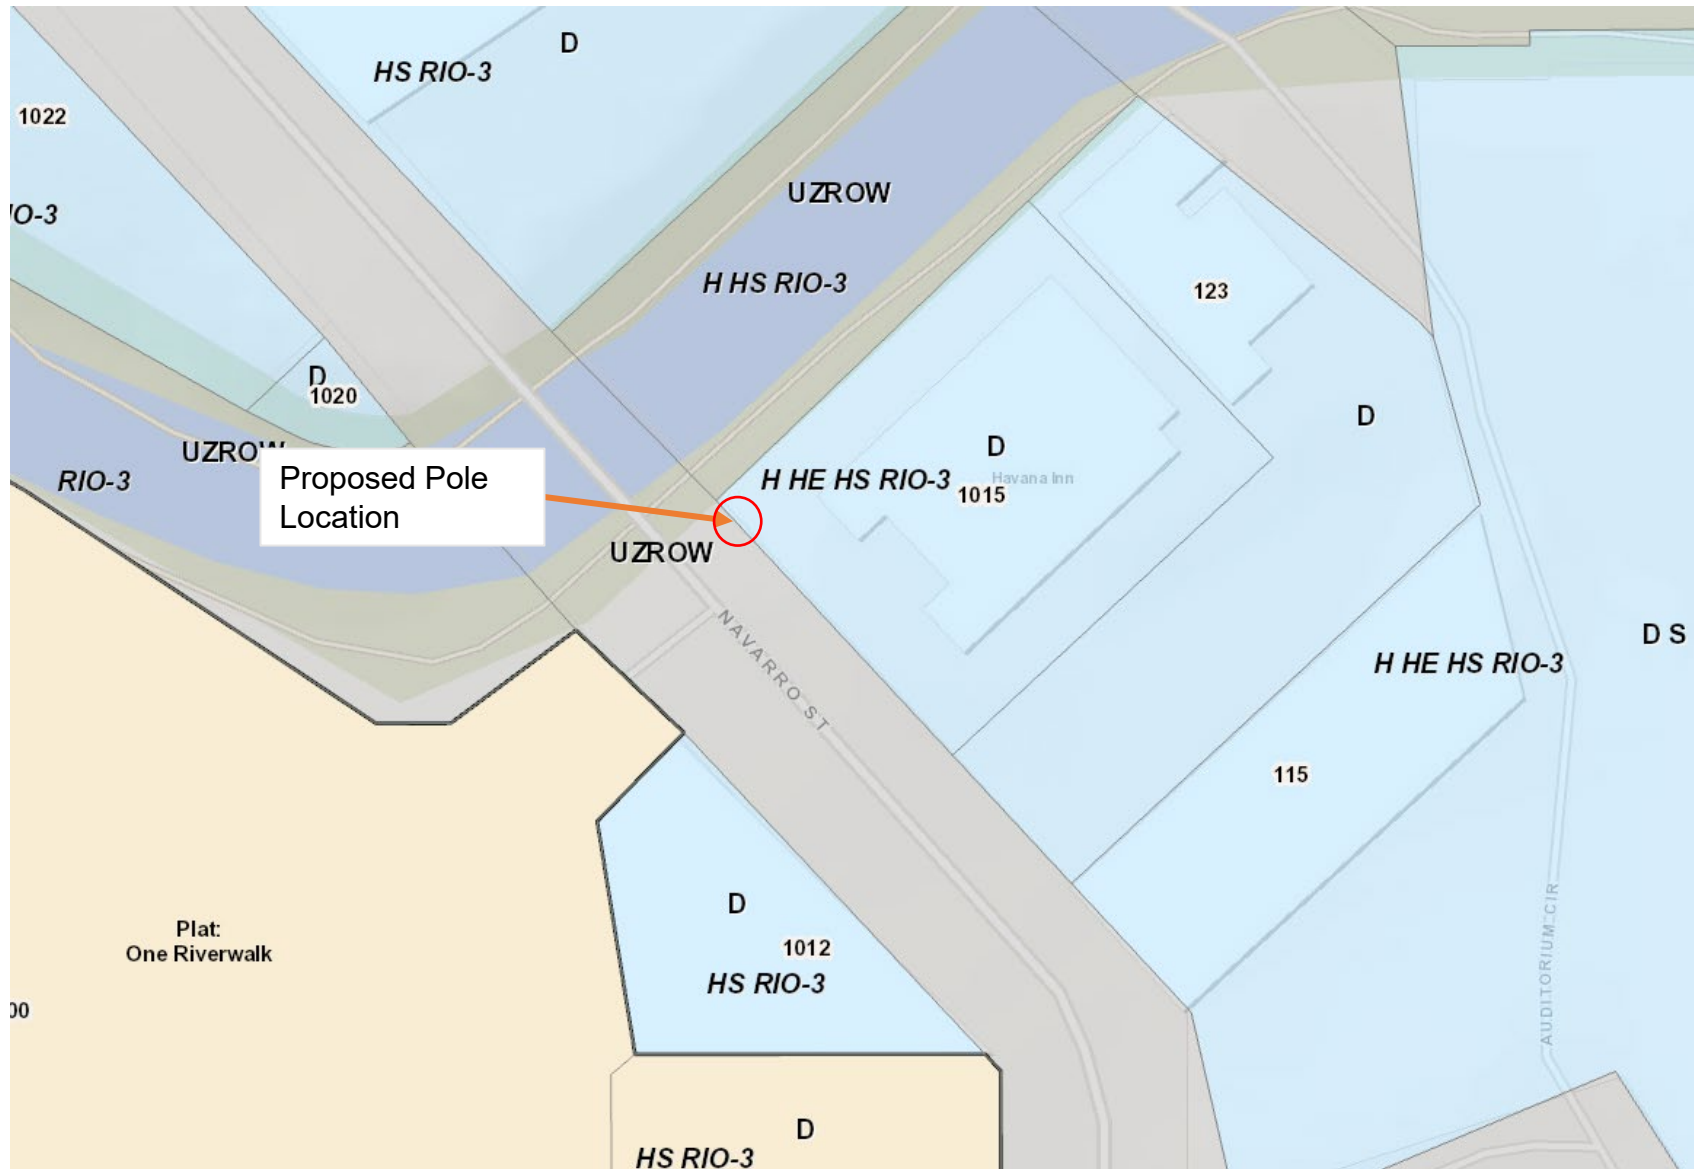 D
HS RIO-3
1022
UZROW
IO-3
H HS RIO-3
123
D
1020
D
UZROW
D
H HE HS RIO-3
Havana Inn
1015
RIO-3
Proposed Pole
Location
UZROW
NAVARRO ST
D S
H HE HS RIO-3
115
D
1012
HS RIO-3
Plat:
One Riverwalk
AUDITORIUM CIR
00
D
HS RIO-3